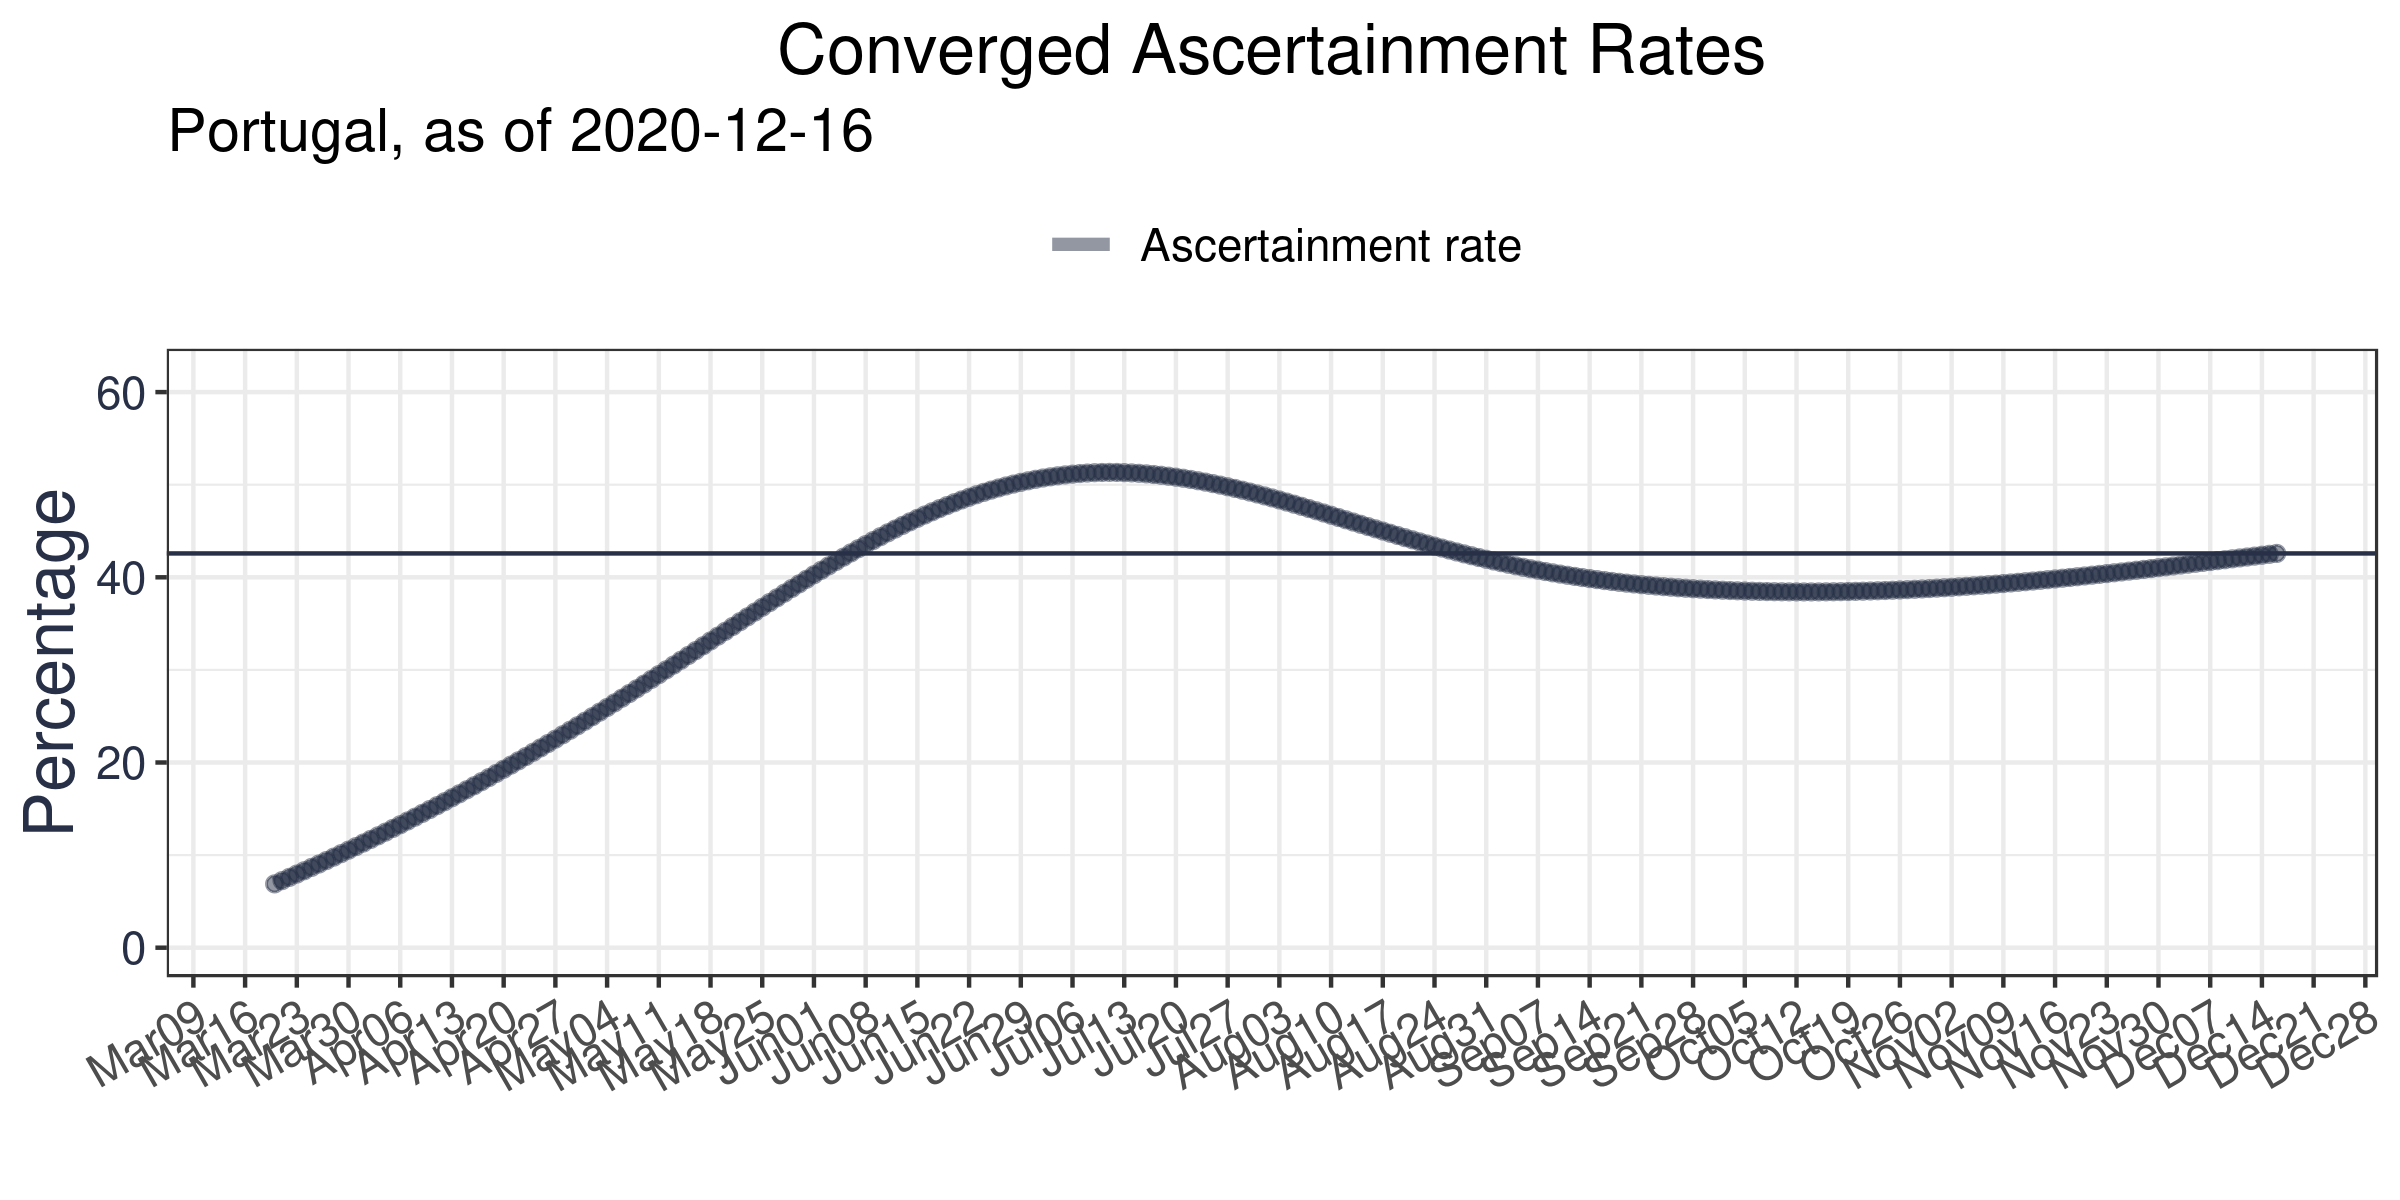 Converged Ascertainment Rates
Portugal, as of 2020-12-16
Ascertainment rate
Percentage
60
40
20
0
Mar09
Mar16
Mar23
Mar30
Apr06
Apr13
Apr20
Apr27
May04
May11
May18
May25
Jun01
Jun08
Jun15
Jun22
Jun29
Jul06
Jul13
Jul20
Jul27
Aug03
Aug10
Aug17
Aug24
Aug31
Sep07
Sep14
Sep21
Sep28
Oct05
Oct12
Oct19
Oct26
Nov02
Nov09
Nov16
Nov23
Nov30
Dec07
Dec14
Dec21
Dec28